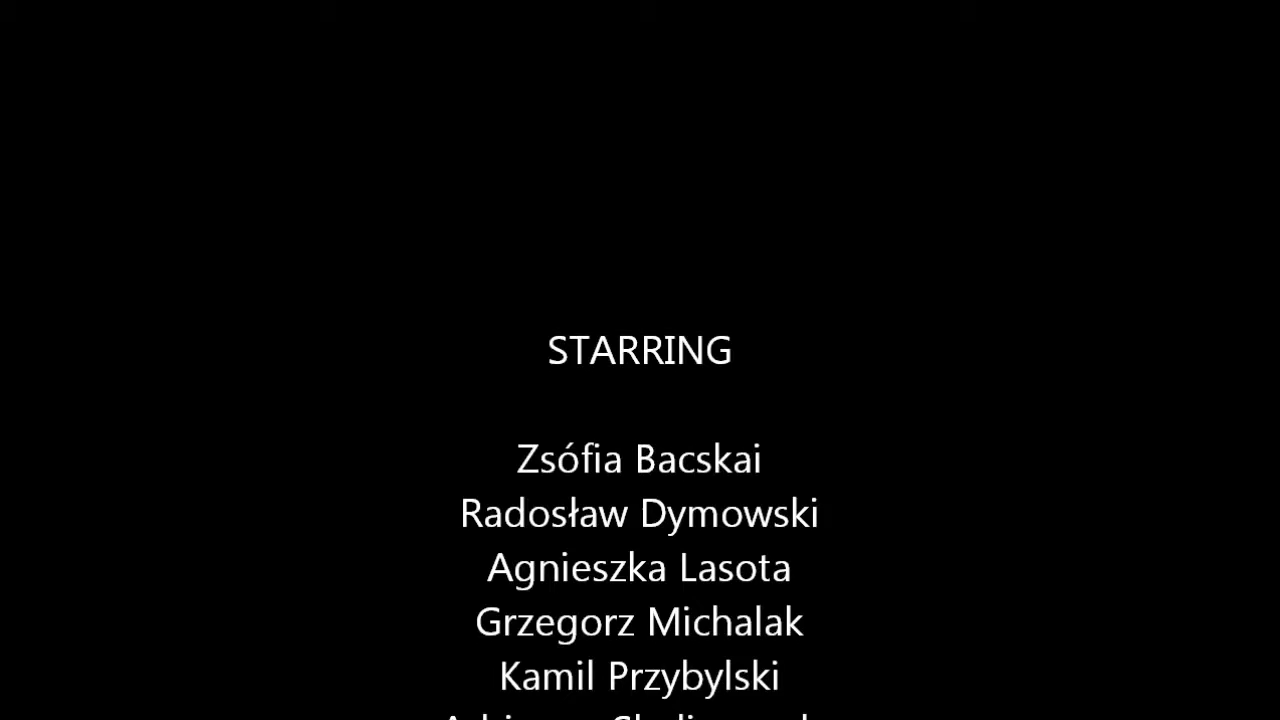 STARRING
Zsófia Bacskai
Radosław Dymowski
Agnieszka Lasota
Grzegorz Michalak
Kamil Przybylski